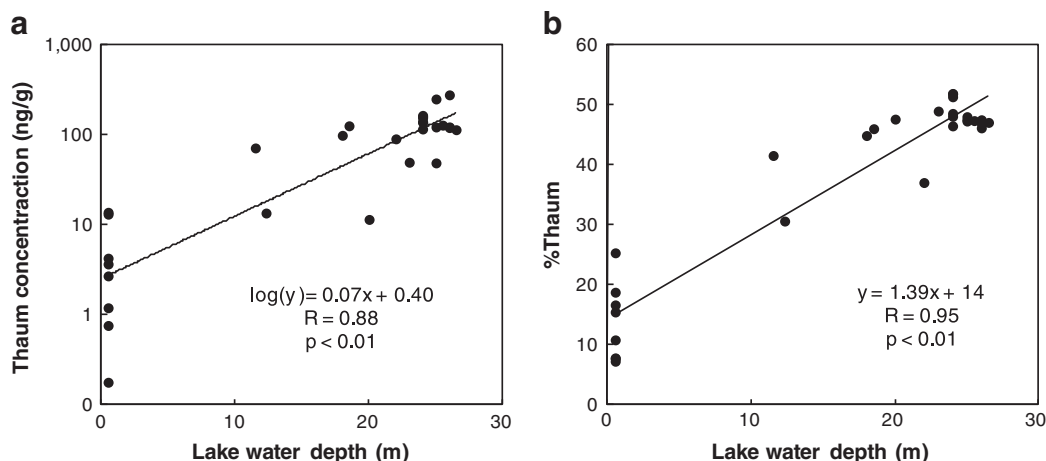 a
Thaum concentration (ng/g)
1,000
100
10
1
0
log(y) = 0.07x + 0.40
R = 0.88
p < 0.01
0
10
20
30
Lake water depth (m)
b
%Thaum
60
50
40
30
20
10
0
y = 1.39x + 14
R = 0.95
p < 0.01
0
10
20
30
Lake water depth (m)